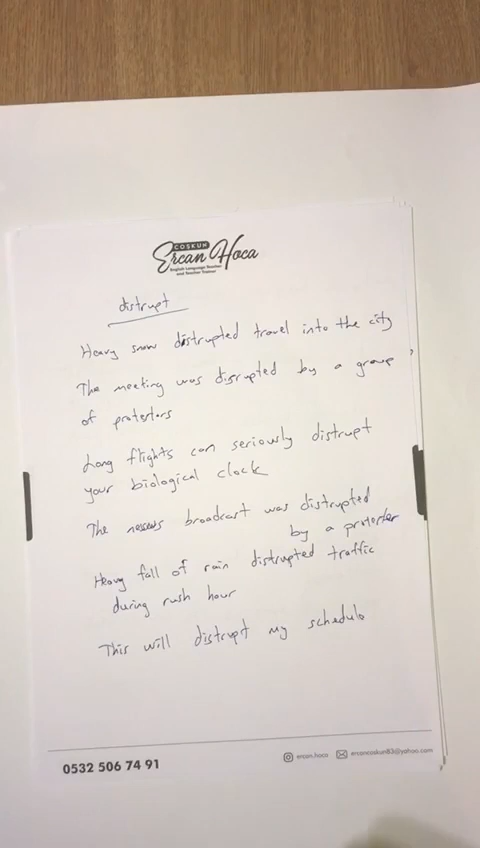 COSKUN
Ercan Hoca
English Language Teacher
and Teacher Trainer
distrupt
Heavy snow distrupted travel into the city
The meeting was disrupted by a group
of protestors
Long flights can seriously distrupt
your biological clock
The broadcast was distrupted
by a protester
Heavy fall of rain distrupted traffic
during rush hour
This will distrupt my schedule
0532 506 74 91
ercan.hoca
ercancoskun83@yahoo.com